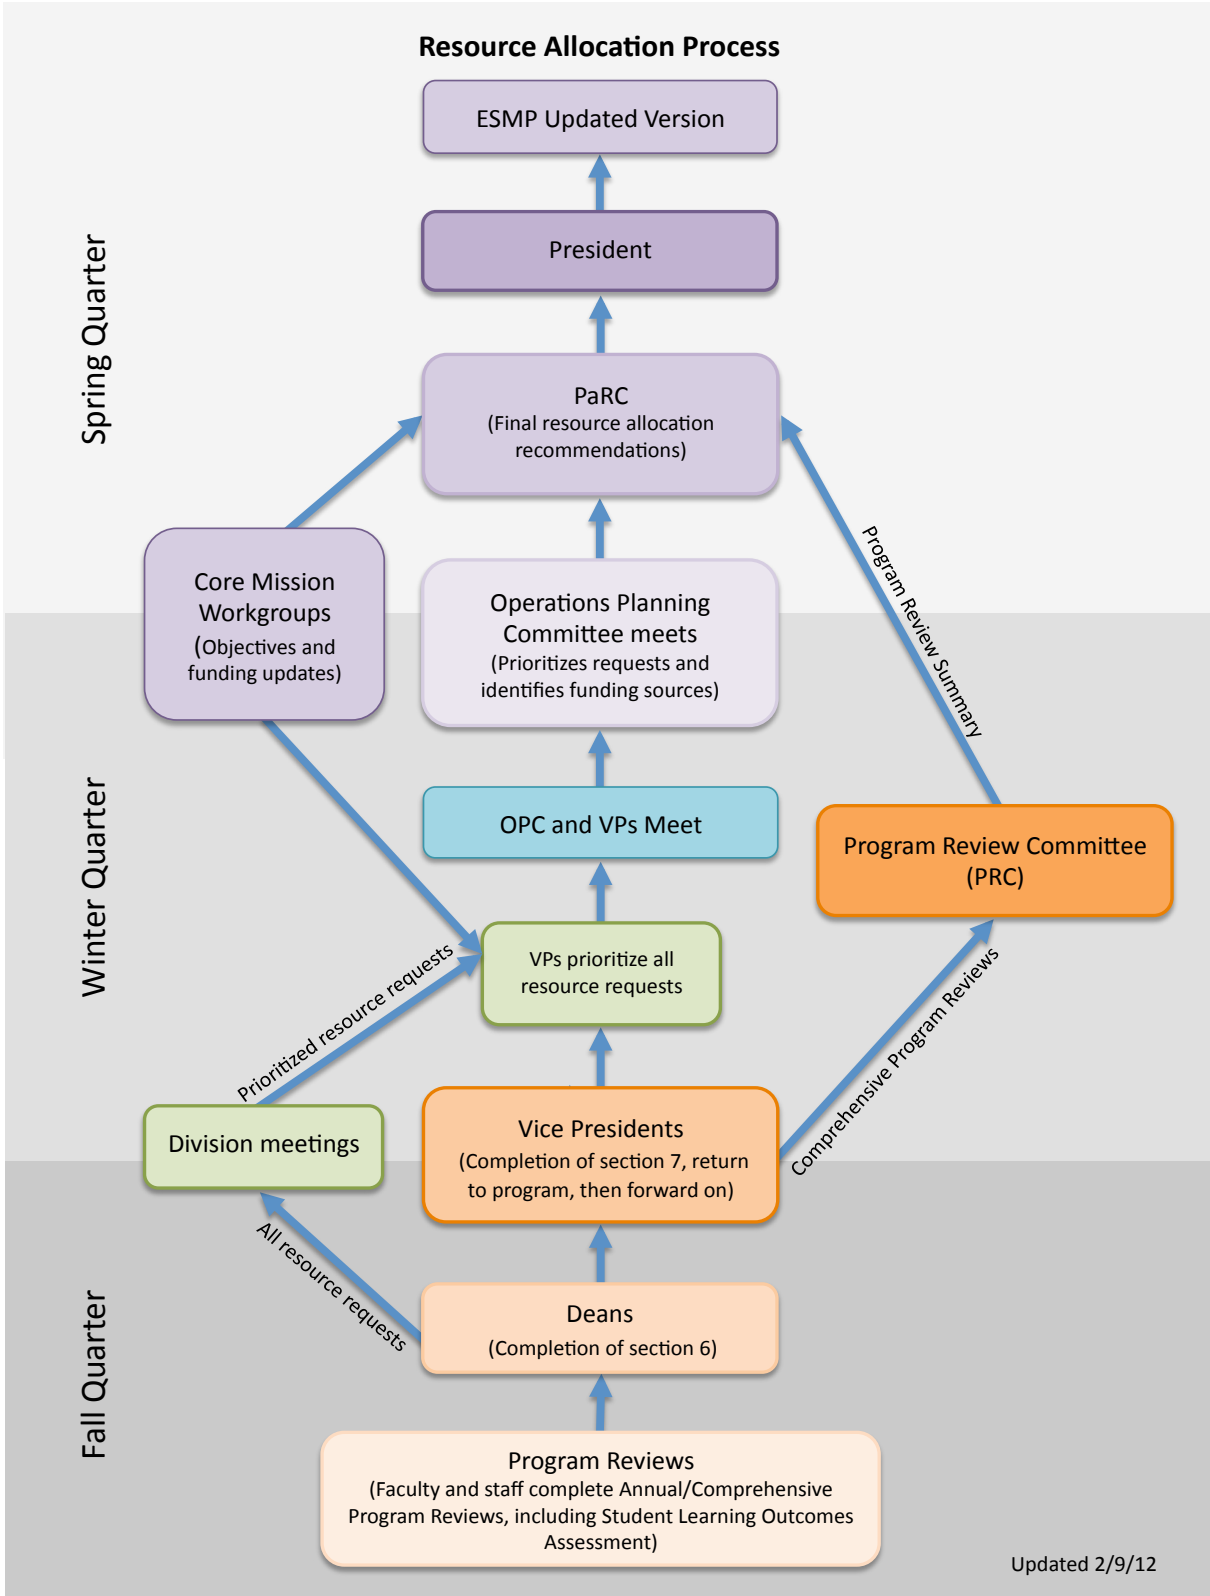 Resource Allocation Process
ESMP Updated Version
President
Spring Quarter
PaRC
(Final resource allocation
recommendations)
Core Mission
Workgroups
(Objectives and
funding updates)
Operations Planning
Committee meets
(Prioritizes requests and
identifies funding sources)
Program Review Summary
OPC and VPs Meet
Program Review Committee
(PRC)
Winter Quarter
VPs prioritize all
resource requests
Prioritized resource requests
Comprehensive Program Reviews
Division meetings
Vice Presidents
(Completion of section 7, return
to program, then forward on)
All resource requests
Deans
(Completion of section 6)
Fall Quarter
Program Reviews
(Faculty and staff complete Annual/Comprehensive
Program Reviews, including Student Learning Outcomes
Assessment)
Updated 2/9/12